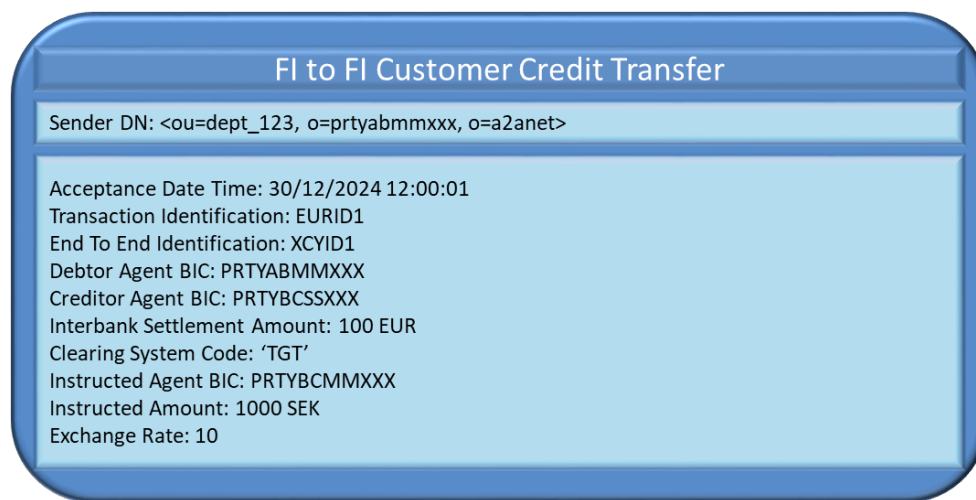 FI to FI Customer Credit Transfer
Sender DN: <ou=dept_123, o=prtyabmmxxx, o=a2anet>
Acceptance Date Time: 30/12/2024 12:00:01
Transaction Identification: EURID1
End To End Identification: XCYID1
Debtor Agent BIC: PRTYABMMXXX
Creditor Agent BIC: PRTYBCSSXXX
Interbank Settlement Amount: 100 EUR
Clearing System Code: ‘TGT’
Instructed Agent BIC: PRTYBCMMXXX
Instructed Amount: 1000 SEK
Exchange Rate: 10